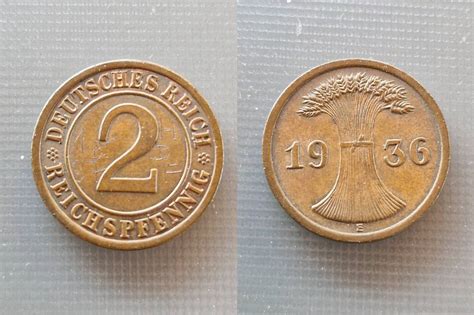 DEUTSCHES REICH
2
* REICHSPFENNIG *
19 36
E